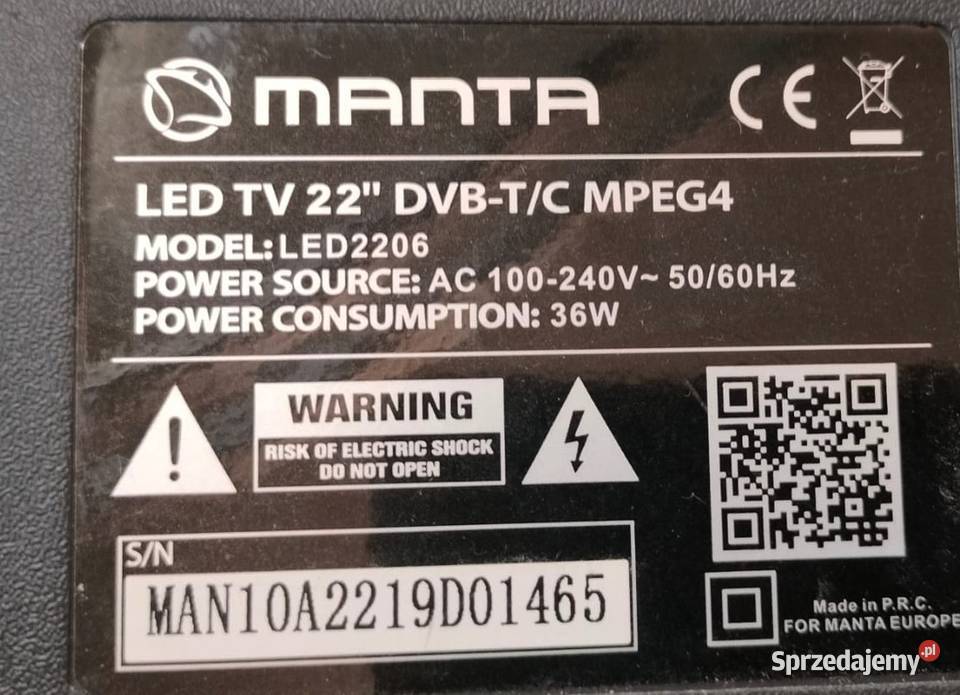 MANTA CE
LED TV 22" DVB-T/C MPEG4
MODEL: LED2206
POWER SOURCE: AC 100-240V~ 50/60Hz
POWER CONSUMPTION: 36W
WARNING
RISK OF ELECTRIC SHOCK
DO NOT OPEN
S/N
MAN10A2219D01465
Made in P.R.C.
FOR MANTA EUROPE
Sprzedajemy.pl